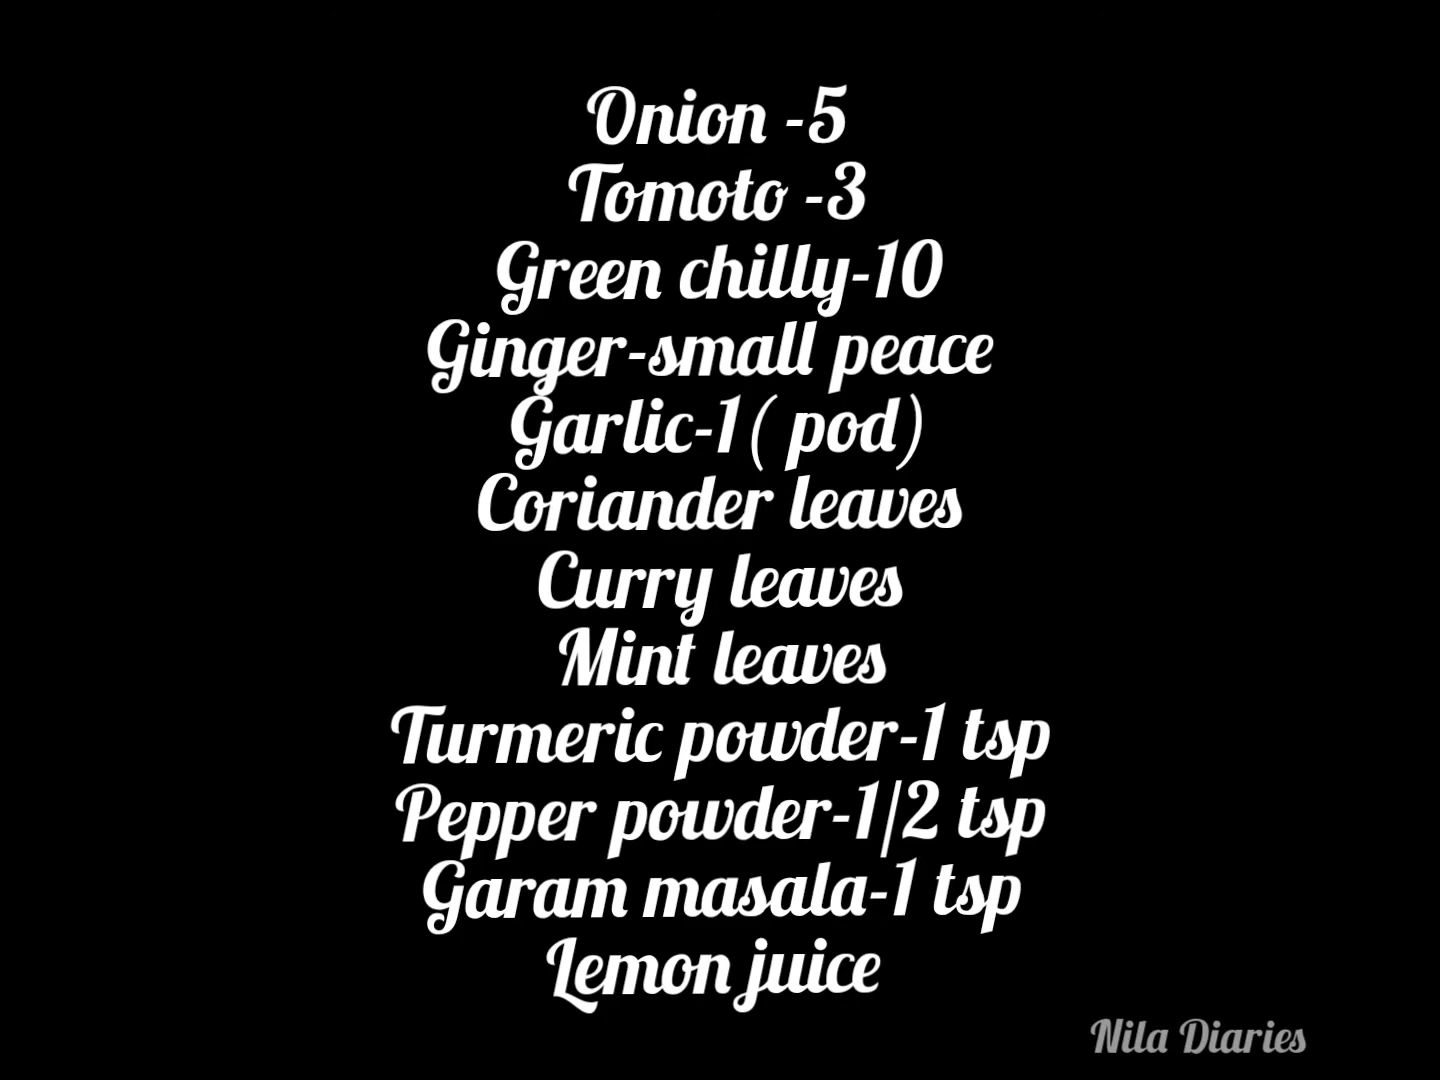 Onion -5
Tomoto -3
Green chilly-10
Ginger-small peace
Garlic-1 ( pod)
Coriander leaves
Curry leaves
Mint leaves
Turmeric powder-1 tsp
Pepper powder-1/2 tsp
Garam masala-1 tsp
Lemon juice
Nila Diaries